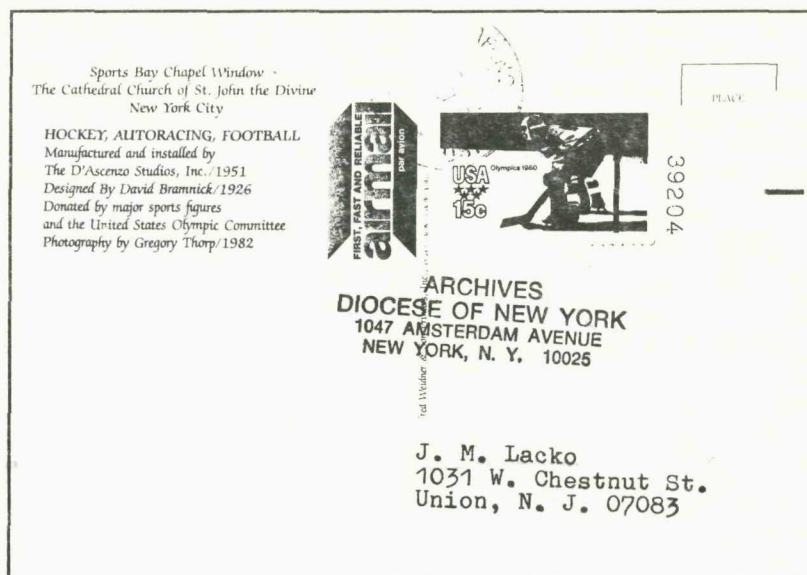 Sports Bay Chapel Window -
The Cathedral Church of St. John the Divine
New York City
HOCKEY, AUTORACING, FOOTBALL
Manufactured and installed by
The D'Ascenzo Studios, Inc./1951
Designed By David Bramnick/1926
Donated by major sports figures
and the United States Olympic Committee
Photography by Gregory Thorp/1982
FIRST, FAST AND RELIABLE
airmail
par avion
USA
15c
Olympics 1980
39204
PLACE
ARCHIVES
DIOCESE OF NEW YORK
1047 AMSTERDAM AVENUE
NEW YORK, N. Y. 10025
J. M. Lacko
1031 W. Chestnut St.
Union, N. J. 07083